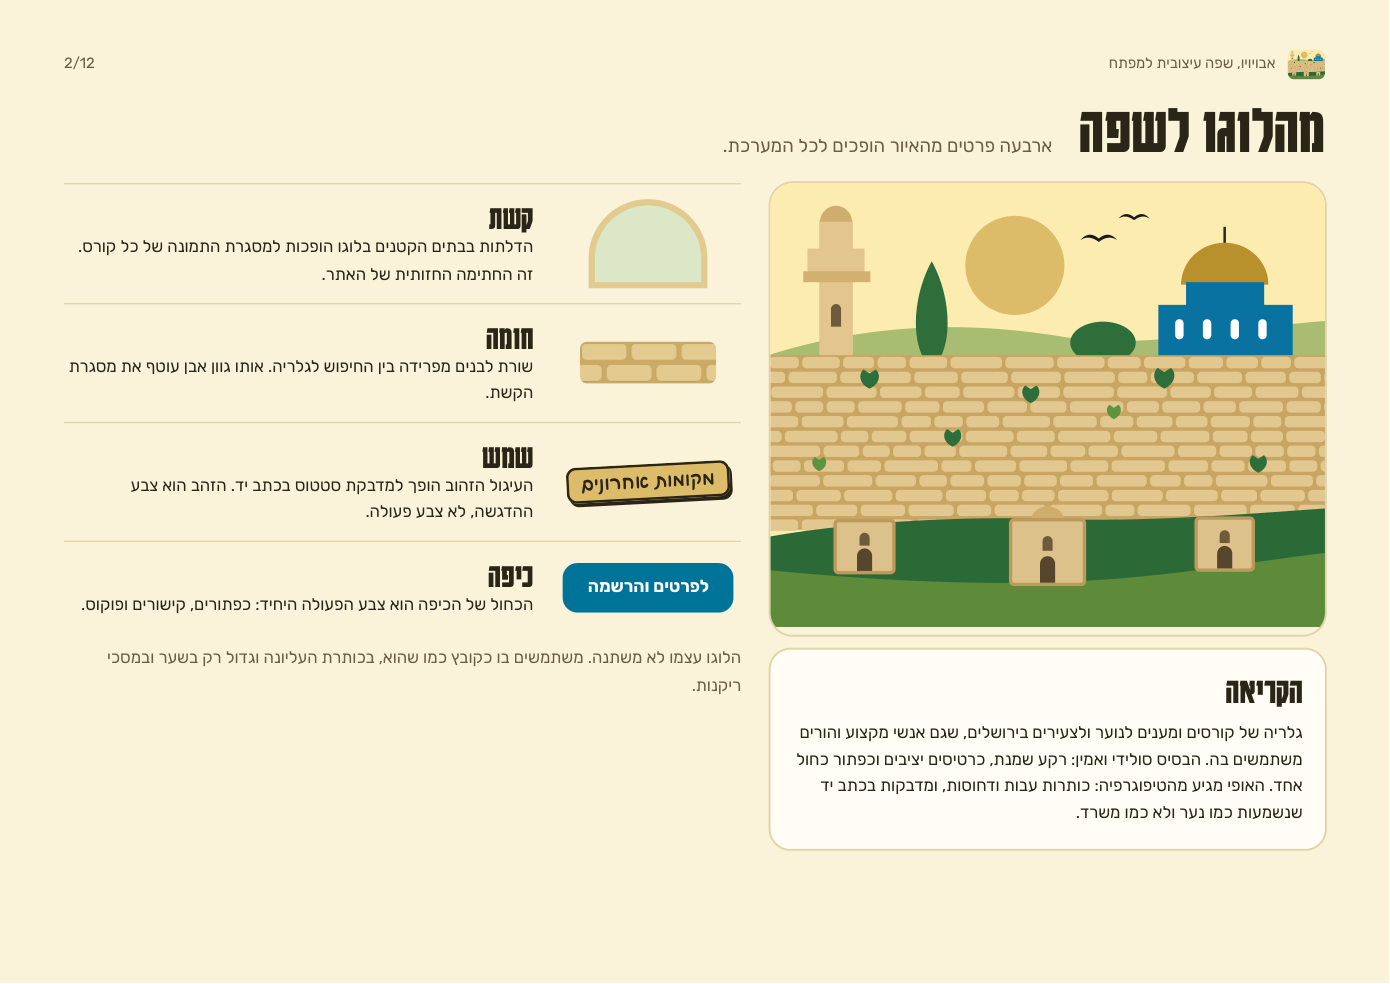 אבויויו, שפה עיצובית למפתח
2/12
מהלוגו לשפה
ארבעה פרטים מהאיור הופכים לכל המערכת.
הקריאה
גלריה של קורסים ומענים לנוער ולצעירים בירושלים, שגם אנשי מקצוע והורים
משתמשים בה. הבסיס סולידי ואמין: רקע שמנת, כרטיסים יציבים וכפתור כחול
אחד. האופי מגיע מהטיפוגרפיה: כותרות עבות ודחוסות, ומדבקות בכתב יד
שנשמעות כמו נער ולא כמו משרד.
קשת
הדלתות בבתים הקטנים בלוגו הופכות למסגרת התמונה של כל קורס.
זה החתימה החזותית של האתר.
חומה
שורת לבנים מפרידה בין החיפוש לגלריה. אותו גוון אבן עוטף את מסגרת
הקשת.
מקומות אחרונים
שמש
העיגול הזהוב הופך למדבקת סטטוס בכתב יד. הזהב הוא צבע
ההדגשה, לא צבע פעולה.
לפרטים והרשמה
כיפה
הכחול של הכיפה הוא צבע הפעולה היחיד: כפתורים, קישורים ופוקוס.
הלוגו עצמו לא משתנה. משתמשים בו כקובץ כמו שהוא, בכותרת העליונה וגדול רק בשער ובמסכי
ריקנות.